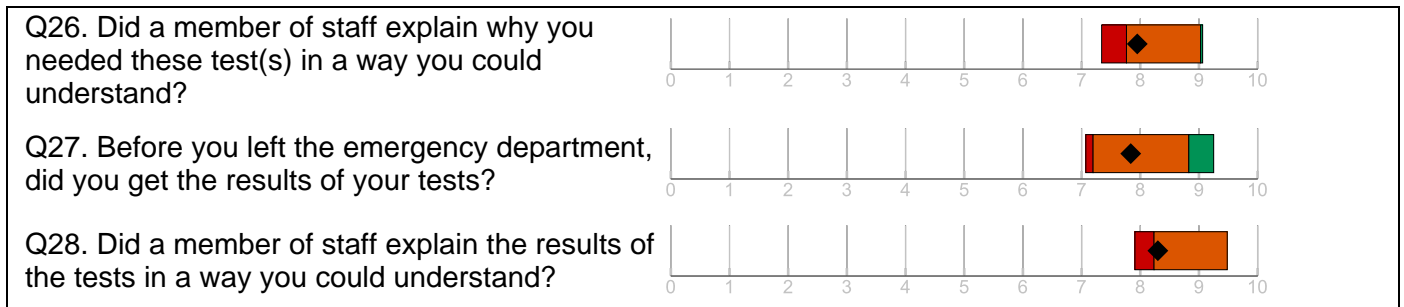 Q26. Did a member of staff explain why you
needed these test(s) in a way you could
understand?
0 1 2 3 4 5 6 7 8 9 10
Q27. Before you left the emergency department,
did you get the results of your tests?
0 1 2 3 4 5 6 7 8 9 10
Q28. Did a member of staff explain the results of
the tests in a way you could understand?
0 1 2 3 4 5 6 7 8 9 10